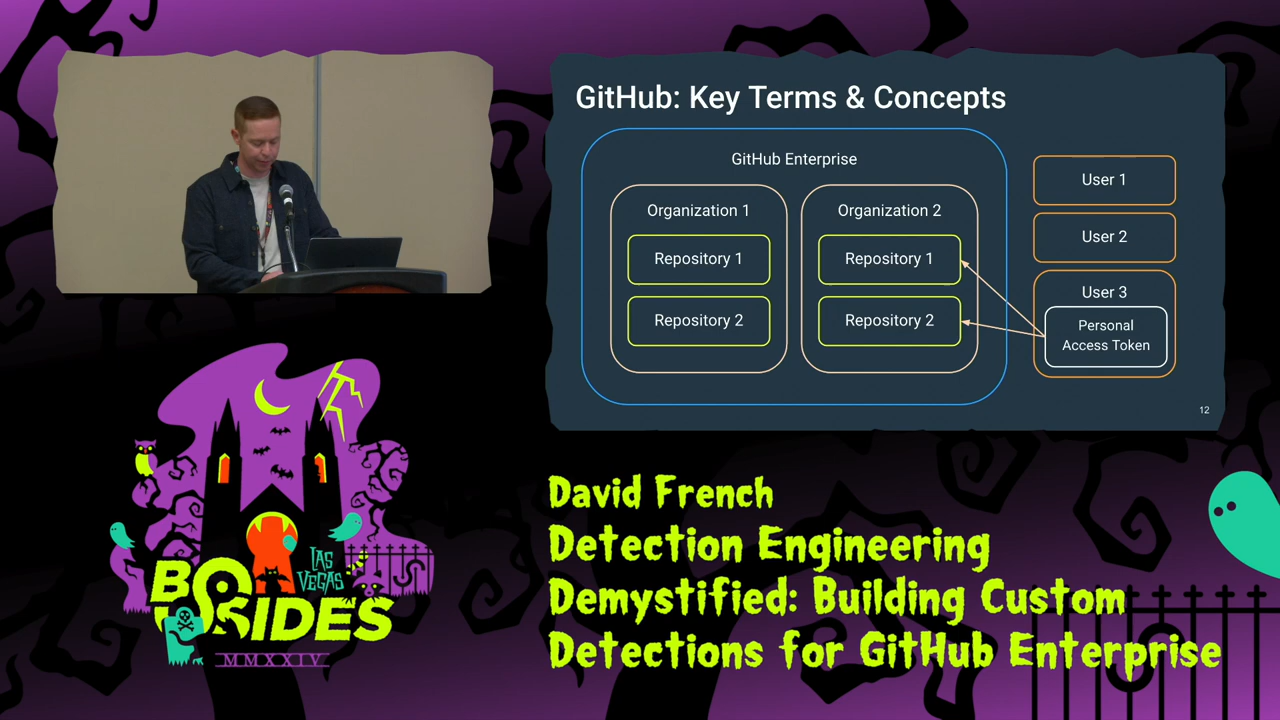 GitHub: Key Terms & Concepts
GitHub Enterprise
Organization 1
Repository 1
Repository 2
Organization 2
Repository 1
Repository 2
User 1
User 2
User 3
Personal
Access Token
12
LAS
VEGAS
BSIDES
MMXXIV
David French
Detection Engineering
Demystified: Building Custom
Detections for GitHub Enterprise